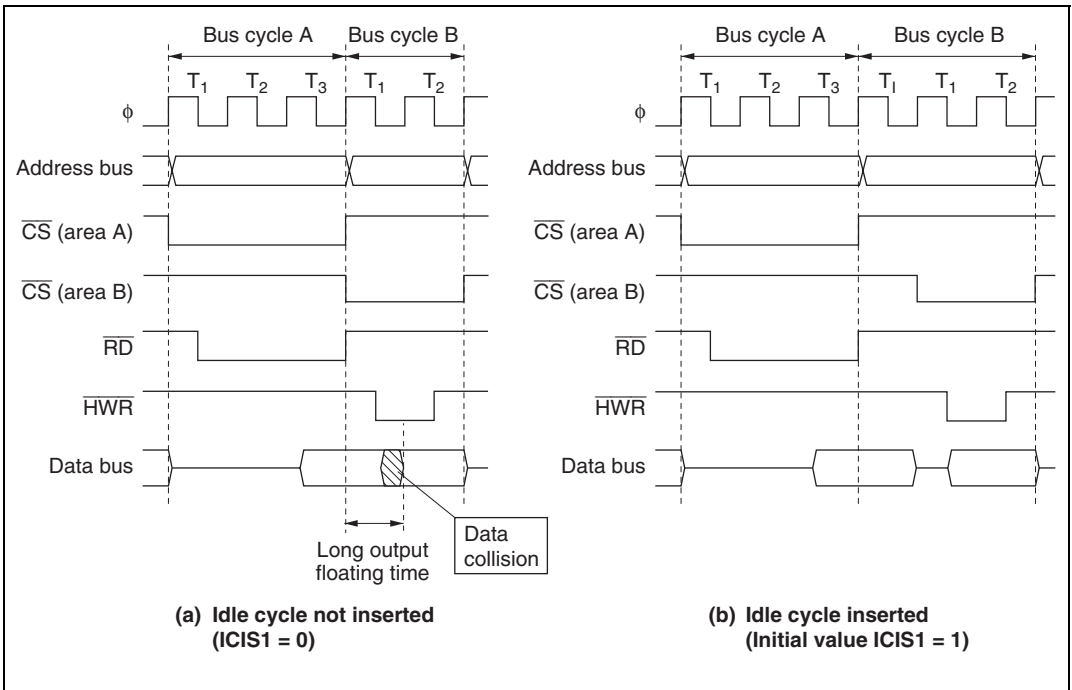 Bus cycle A
Bus cycle B
T1 T2 T3 T1 T2
ϕ
Address bus
CS (area A)
CS (area B)
RD
HWR
Data bus
Long output
floating time
Data
collision
(a) Idle cycle not inserted
(ICIS1 = 0)
Bus cycle A
Bus cycle B
T1 T2 T3 TI T1 T2
ϕ
Address bus
CS (area A)
CS (area B)
RD
HWR
Data bus
(b) Idle cycle inserted
(Initial value ICIS1 = 1)